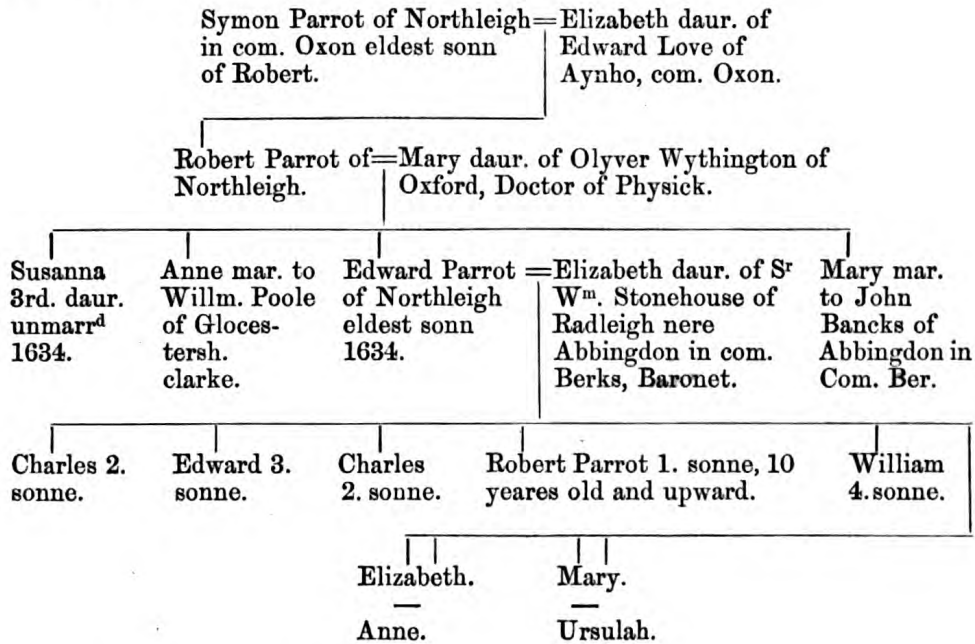 Symon Parrot of Northleigh=Elizabeth daur. of
in com. Oxon eldest sonn
of Robert.
Edward Love of
Aynho, com. Oxon.
Robert Parrot of=Mary daur. of Olyver Wythington of
Northleigh.
Oxford, Doctor of Physick.
Susanna
3rd. daur.
unmarrᵈ
1634.
Anne mar. to
Willm. Poole
of Gloces-
tersh.
clarke.
Edward Parrot
of Northleigh
eldest sonn
1634.
=Elizabeth daur. of Sʳ
Wᵐ. Stonehouse of
Radleigh nere
Abbingdon in com.
Berks, Baronet.
Mary mar.
to John
Bancks of
Abbingdon in
Com. Ber.
Charles 2.
sonne.
Edward 3.
sonne.
Charles
2. sonne.
Robert Parrot 1. sonne, 10
yeares old and upward.
William
4. sonne.
Elizabeth.
Anne.
Mary.
Ursulah.